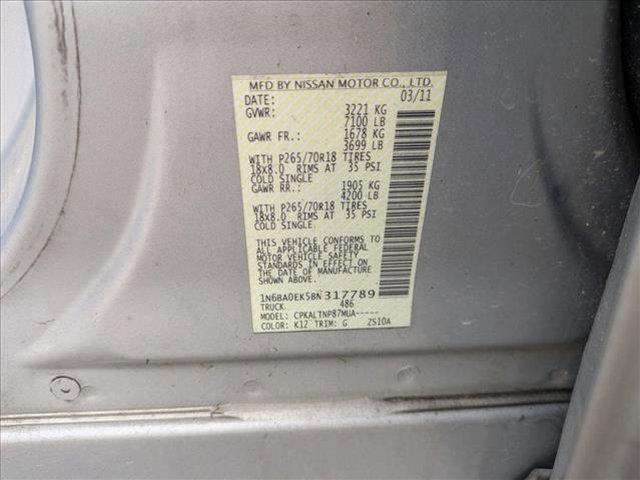 MFD BY NISSAN MOTOR CO., LTD.
DATE: 03/11
GVWR: 3221 KG
7100 LB
GAWR FR.: 1678 KG
3699 LB
WITH P265/70R18 TIRES
18x8.0 RIMS AT 35 PSI
COLD SINGLE
GAWR RR.: 1905 KG
4200 LB
WITH P265/70R18 TIRES
18x8.0 RIMS AT 35 PSI
COLD SINGLE
THIS VEHICLE CONFORMS TO
ALL APPLICABLE FEDERAL
MOTOR VEHICLE SAFETY
STANDARDS IN EFFECT ON
THE DATE OF MANUFACTURE
SHOWN ABOVE.
1N6BA0EK5BN317789
TRUCK 486
MODEL: CPKALTNP87MUA-----
COLOR: K12 TRIM: G ZS10A